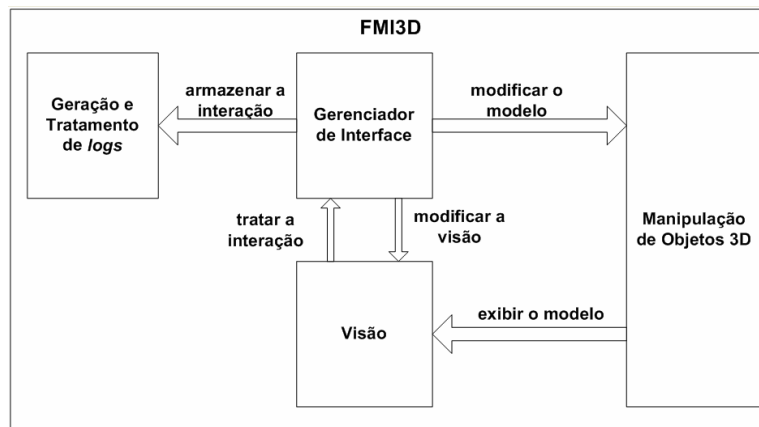 FMI3D
Geração e
Tratamento
de logs
armazenar a
interação
Gerenciador
de Interface
modificar o
modelo
Manipulação
de Objetos 3D
tratar a
interação
modificar a
visão
Visão
exibir o modelo